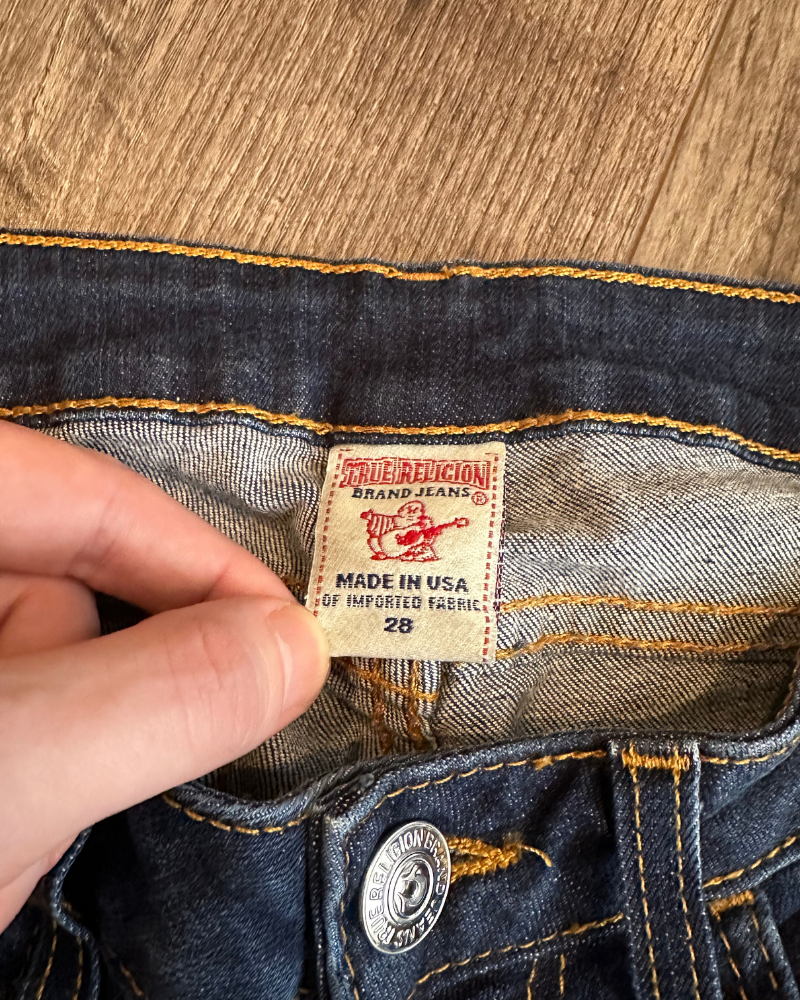 TRUE RELIGION
BRAND JEANS ®
MADE IN USA
OF IMPORTED FABRIC
28
TRUE RELIGION BRAND JEANS